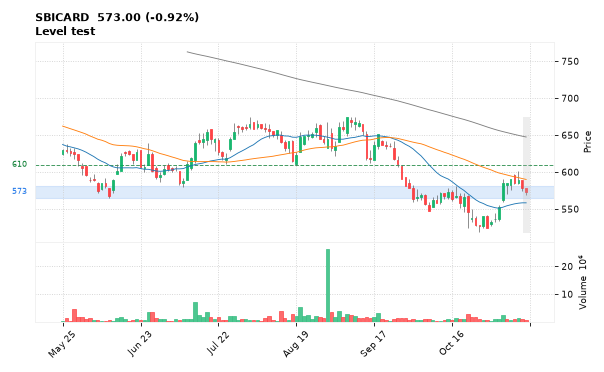 SBICARD 573.00 (-0.92%)
Level test
750
700
650
600
550
Price
610
573
20
10
Volume 10⁴
May 25
Jun 23
Jul 22
Aug 19
Sep 17
Oct 16